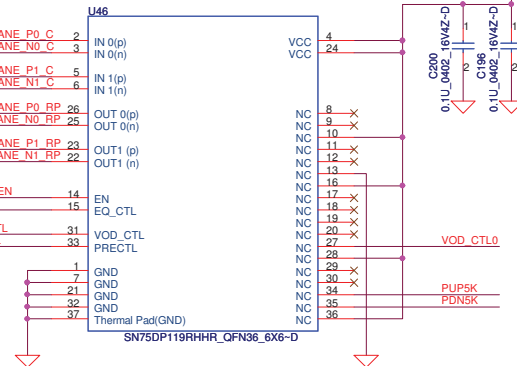 U46
ANE_P0_C 2 IN 0(p) VCC 4
ANE_N0_C 3 IN 0(n) VCC 24
ANE_P1_C 5 IN 1(p)
ANE_N1_C 6 IN 1(n)
ANE_P0_RP 26 OUT 0(p) NC 8
ANE_N0_RP 25 OUT 0(n) NC 9
NC 10
ANE_P1_RP 23 OUT1 (p) NC 11
ANE_N1_RP 22 OUT1 (n) NC 12
NC 13
NC 16
EN 14 EN NC 17
15 EQ_CTL NC 18
NC 19
TL 31 VOD_CTL NC 20
33 PRECTL NC 27 VOD_CTL0
NC 28
1 GND NC 29
7 GND NC 30
21 GND NC 34 PUP5K
32 GND NC 35 PDN5K
37 Thermal Pad(GND) NC 36
SN75DP119RHHR_QFN36_6X6~D
C200
0.1U_0402_16V4Z~D
1
2
C196
0.1U_0402_16V4Z~D
1
2